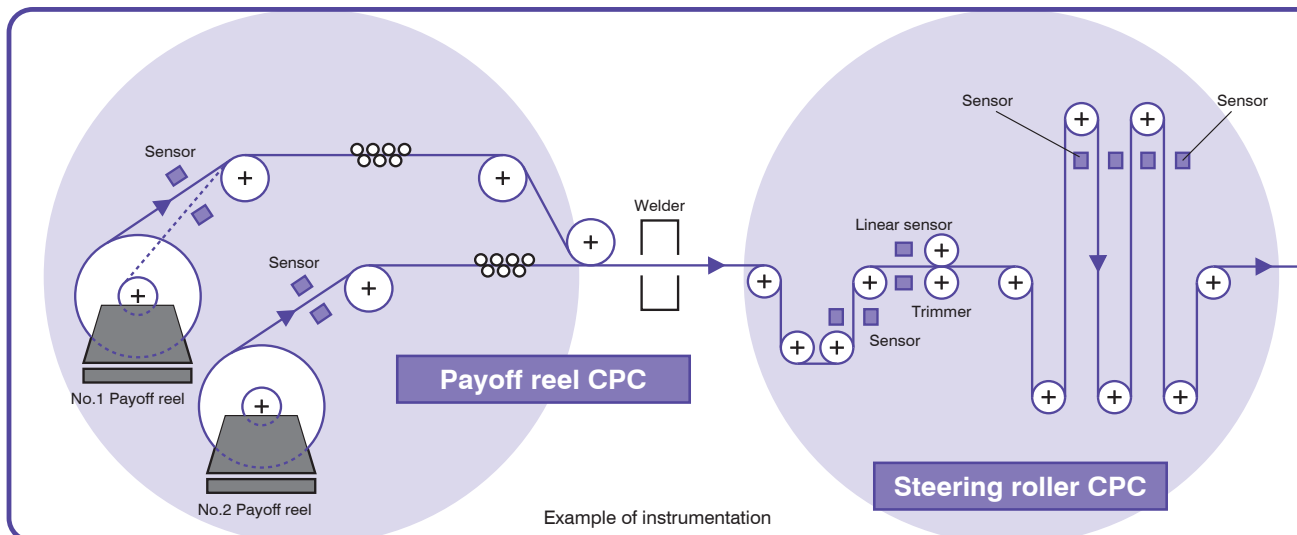 Sensor
Sensor
No.1 Payoff reel
No.2 Payoff reel
Payoff reel CPC
Welder
Linear sensor
Trimmer
Sensor
Sensor
Sensor
Steering roller CPC
Example of instrumentation